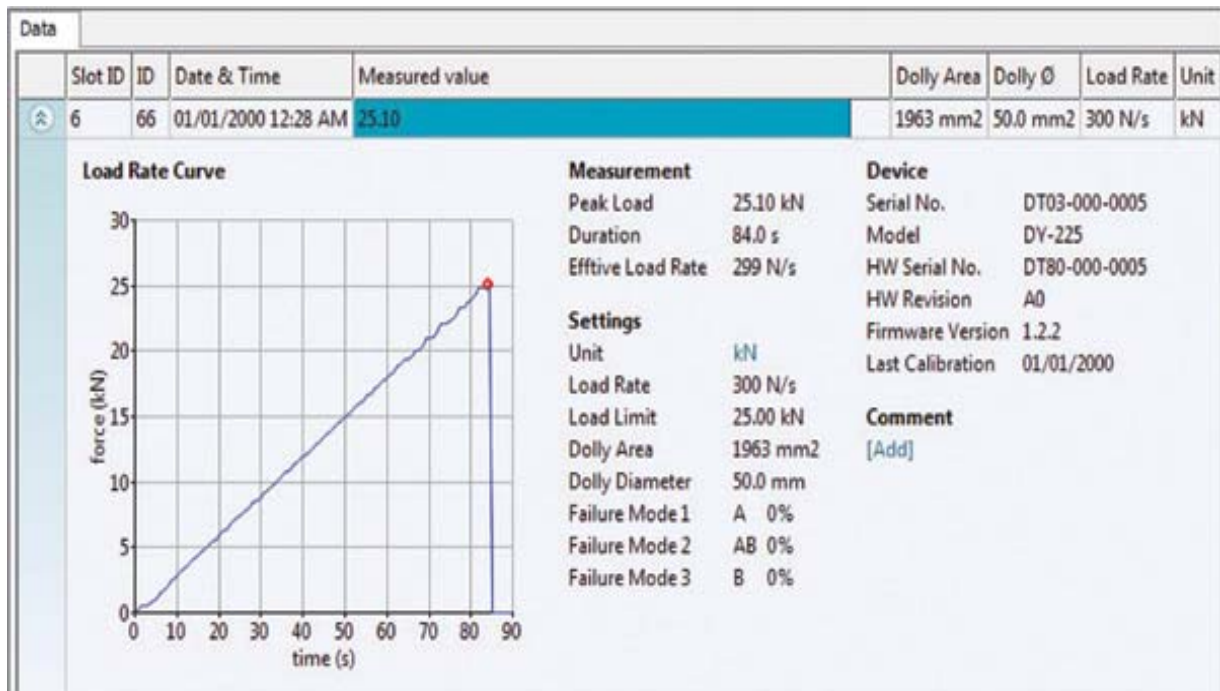 Data
Slot ID ID Date & Time Measured value Dolly Area Dolly Ø Load Rate Unit
6 66 01/01/2000 12:28 AM 25.10 1963 mm2 50.0 mm2 300 N/s kN
Load Rate Curve
30
25
20
15
10
5
0
force (kN)
0 10 20 30 40 50 60 70 80 90
time (s)
Measurement
Peak Load 25.10 kN
Duration 84.0 s
Efftive Load Rate 299 N/s
Settings
Unit kN
Load Rate 300 N/s
Load Limit 25.00 kN
Dolly Area 1963 mm2
Dolly Diameter 50.0 mm
Failure Mode 1 A 0%
Failure Mode 2 AB 0%
Failure Mode 3 B 0%
Device
Serial No. DT03-000-0005
Model DY-225
HW Serial No. DT80-000-0005
HW Revision A0
Firmware Version 1.2.2
Last Calibration 01/01/2000
Comment
[Add]